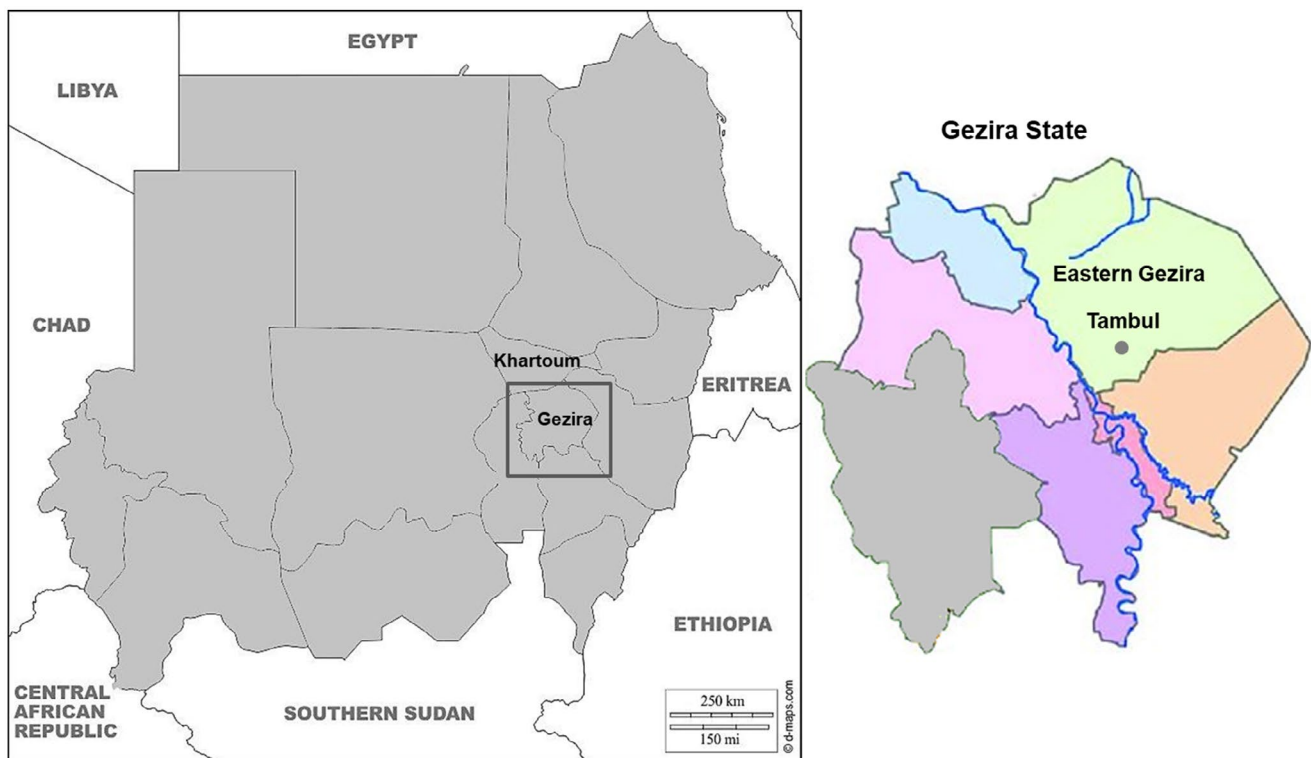 EGYPT
LIBYA
CHAD
Khartoum
ERITREA
Gezira
ETHIOPIA
CENTRAL
AFRICAN
REPUBLIC
SOUTHERN SUDAN
250 km
150 mi
© d-maps.com
Gezira State
Eastern Gezira
Tambul